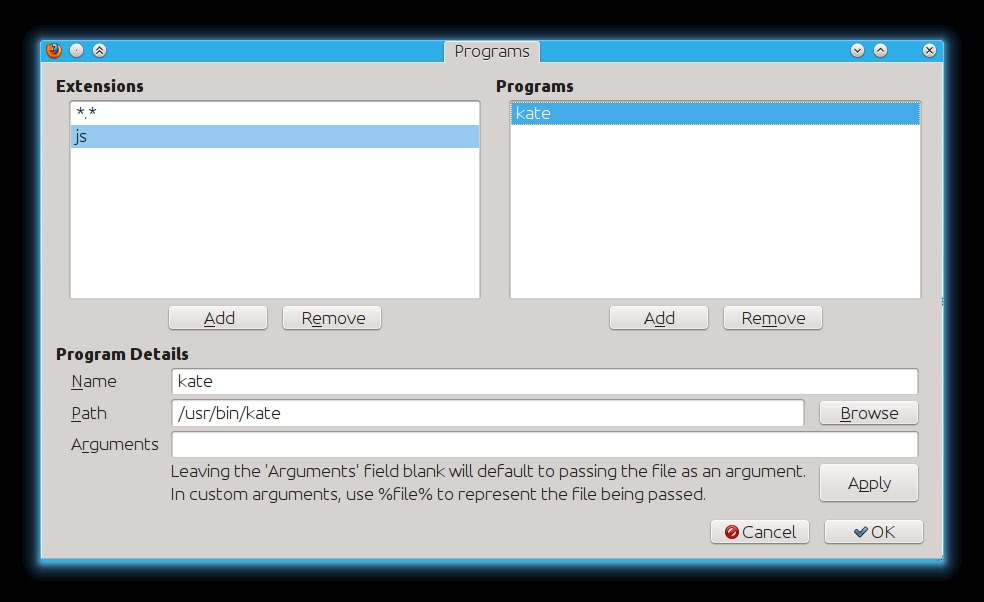 Programs
Extensions
*.*
js
Add Remove
Programs
kate
Add Remove
Program Details
Name kate
Path /usr/bin/kate Browse
Arguments
Leaving the 'Arguments' field blank will default to passing the file as an argument.
In custom arguments, use %file% to represent the file being passed.
Apply
Cancel OK